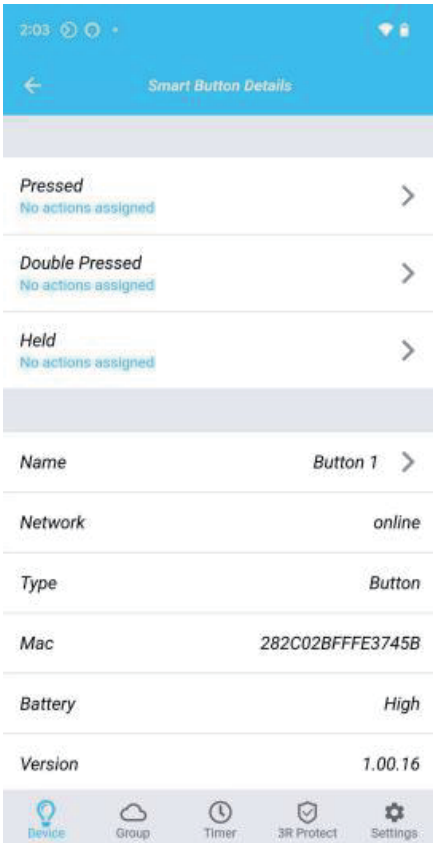 2:03
Smart Button Details
Pressed
No actions assigned
Double Pressed
No actions assigned
Held
No actions assigned
Name Button 1
Network online
Type Button
Mac 282C02BFFFE3745B
Battery High
Version 1.00.16
Device Group Timer 3R Protect Settings